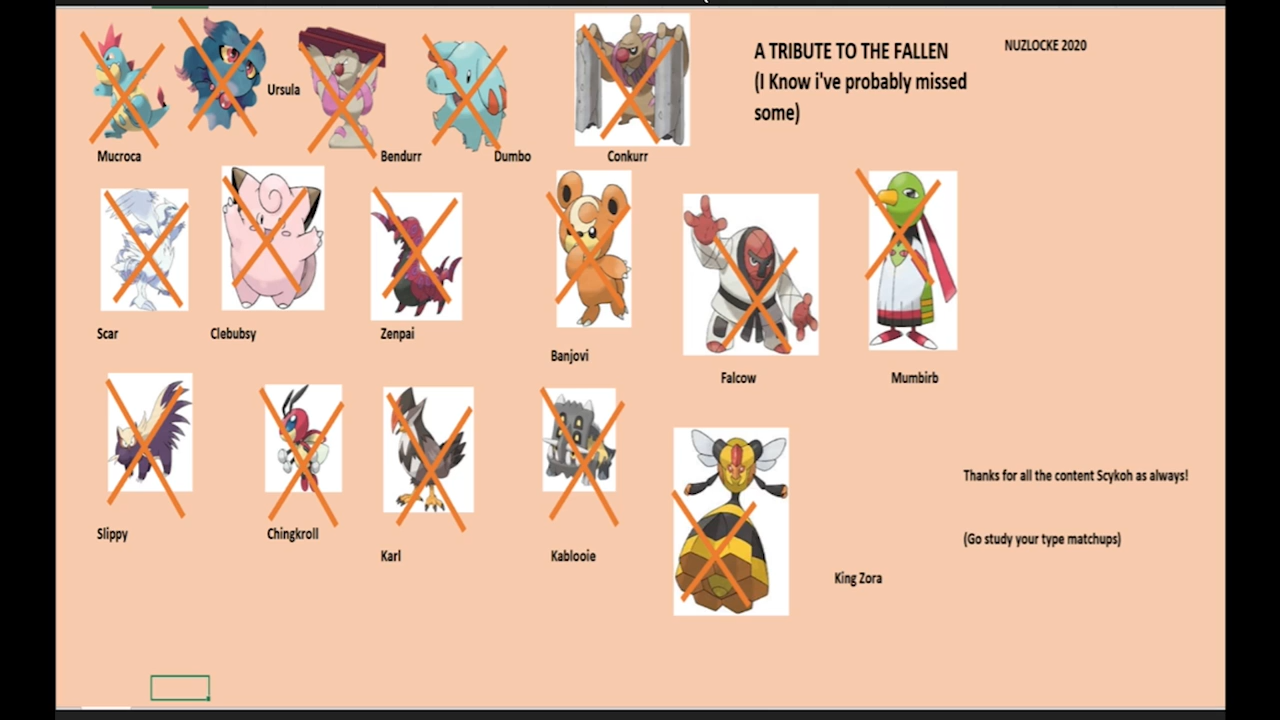 A TRIBUTE TO THE FALLEN
(I Know i've probably missed
some)
NUZLOCKE 2020
Ursula
Mucroca
Bendurr
Dumbo
Conkurr
Scar
Clebubsy
Zenpai
Banjovi
Falcow
Mumbirb
Slippy
Chingkroll
Karl
Kablooie
King Zora
Thanks for all the content Scykoh as always!
(Go study your type matchups)